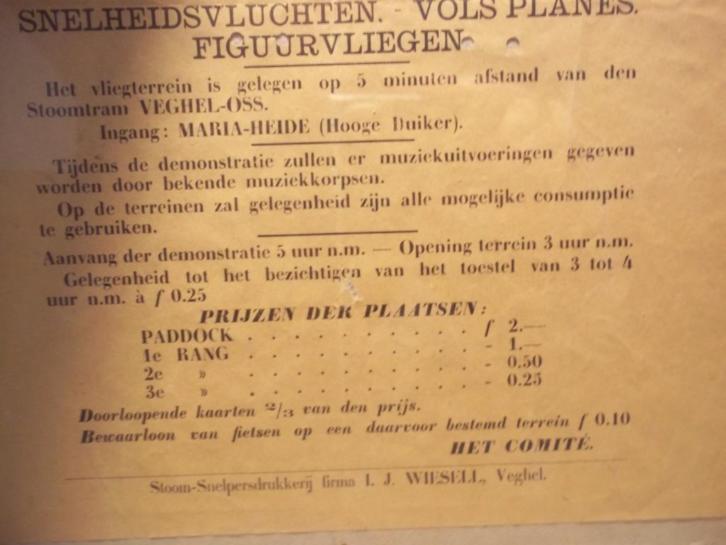 SNELHEIDSVLUCHTEN. - VOLS PLANES.
FIGUURVLIEGEN
Het vliegterrein is gelegen op 5 minuten afstand van den
Stoomtram VEGHEL-OSS.
Ingang: MARIA-HEIDE (Hooge Duiker).
Tijdens de demonstratie zullen er muziekuitvoeringen gegeven
worden door bekende muziekkorpsen.
Op de terreinen zal gelegenheid zijn alle mogelijke consumptie
te gebruiken.
Aanvang der demonstratie 5 uur n.m. — Opening terrein 3 uur n.m.
Gelegenheid tot het bezichtigen van het toestel van 3 tot 4
uur n.m. à f 0.25
PRIJZEN DER PLAATSEN:
PADDOCK . . . . . . . . . . f 2.—
1e RANG . . . . . . . . . . - 1.—
2e » . . . . . . . . . . - 0.50
3e » . . . . . . . . . . - 0.25
Doorloopende kaarten 2/3 van den prijs.
Bewaarloon van fietsen op een daarvoor bestemd terrein f 0.10
HET COMITÉ.
Stoom-Snelpersdrukkerij firma I. J. WIESELL, Veghel.